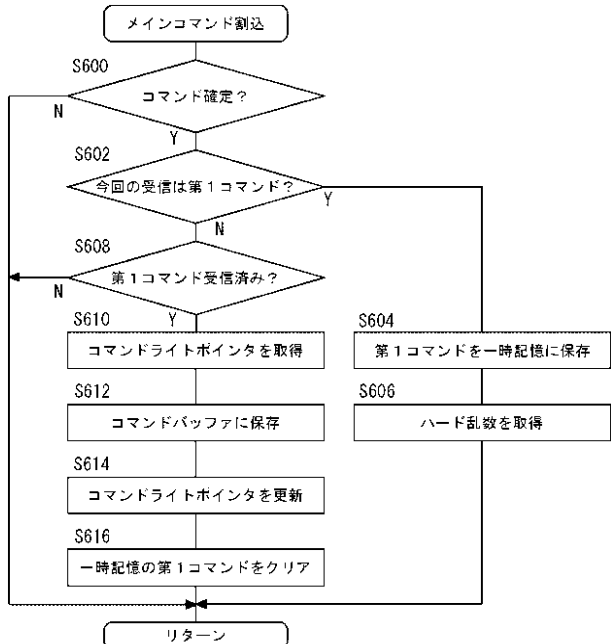 メインコマンド割込
S600
コマンド確定？
N
Y
S602
今回の受信は第１コマンド？
Y
N
S608
第１コマンド受信済み？
N
Y
S610
コマンドライトポインタを取得
S604
第１コマンドを一時記憶に保存
S612
コマンドバッファに保存
S606
ハード乱数を取得
S614
コマンドライトポインタを更新
S616
一時記憶の第１コマンドをクリア
リターン